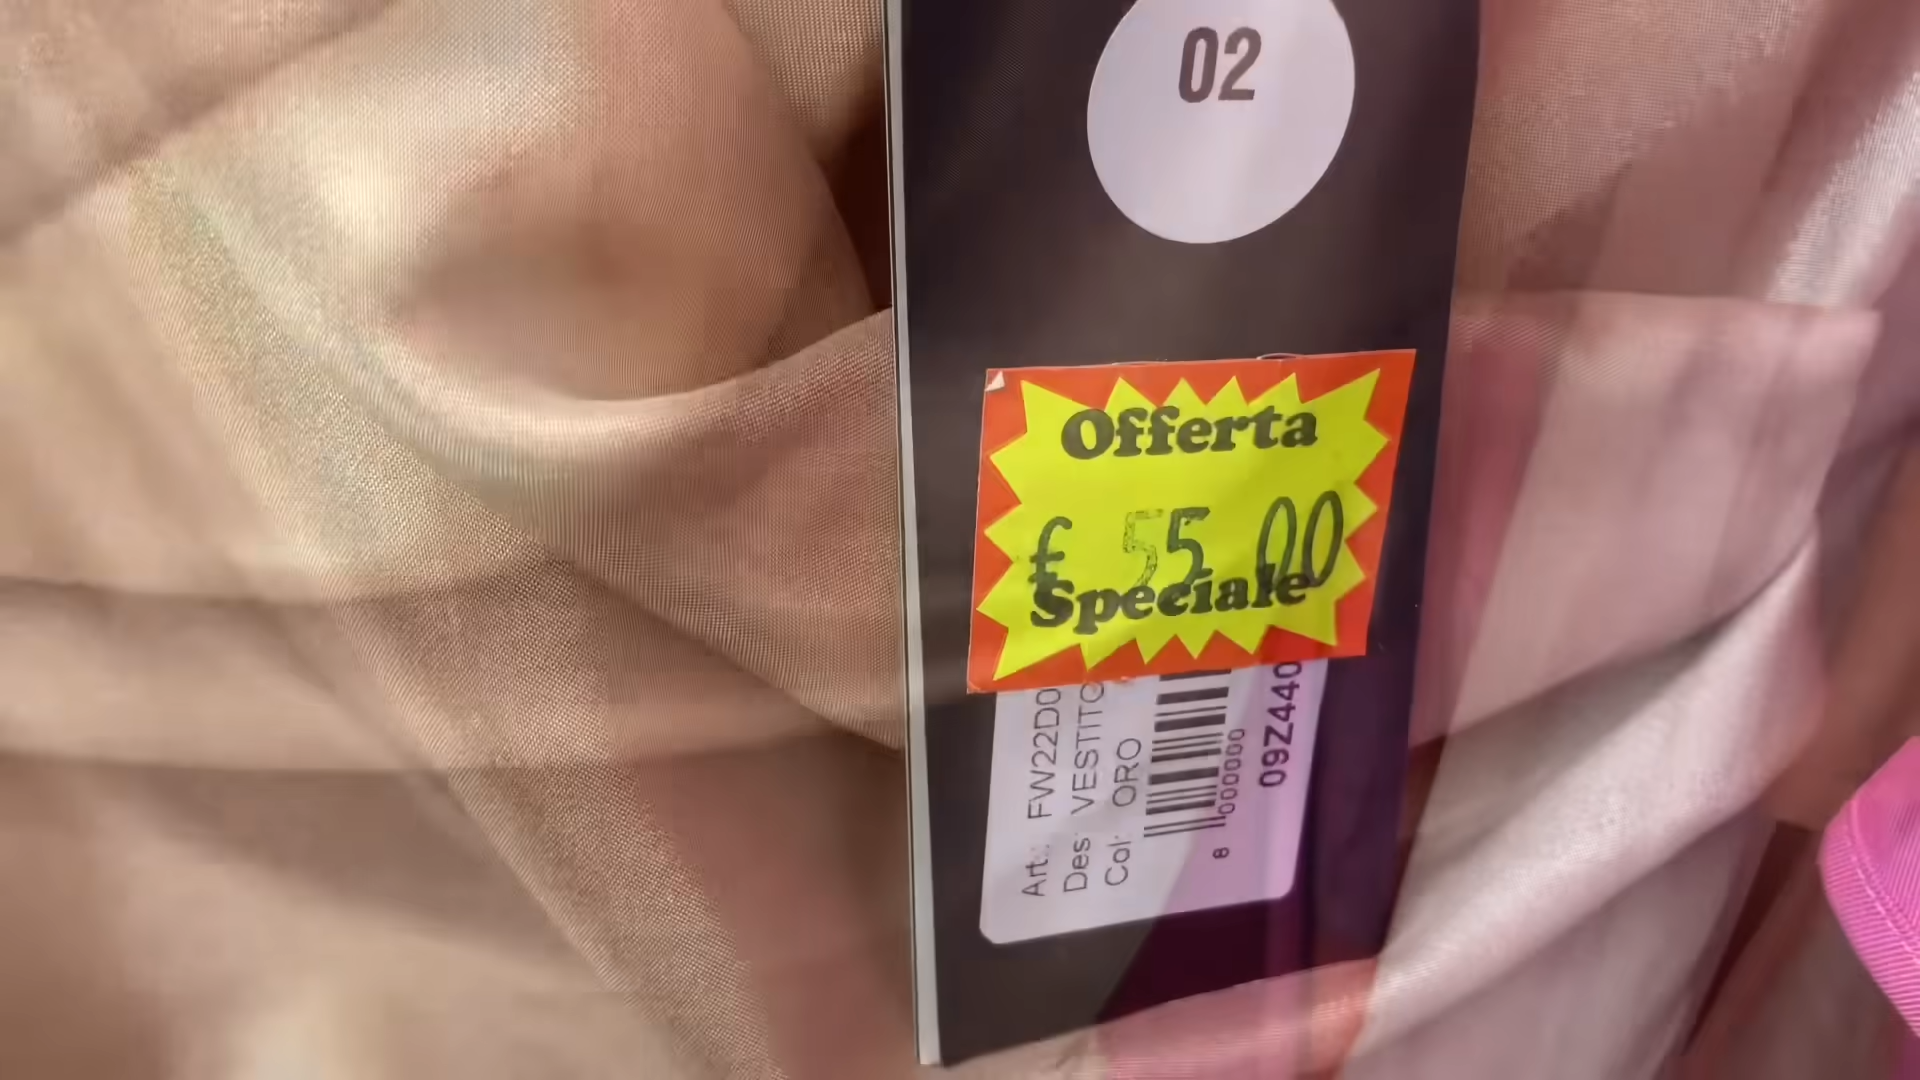 02
Offerta
£ 55 00
Speciale
Art.: FW22D0
Des: VESTITO
Col: ORO
8 000000
09Z440